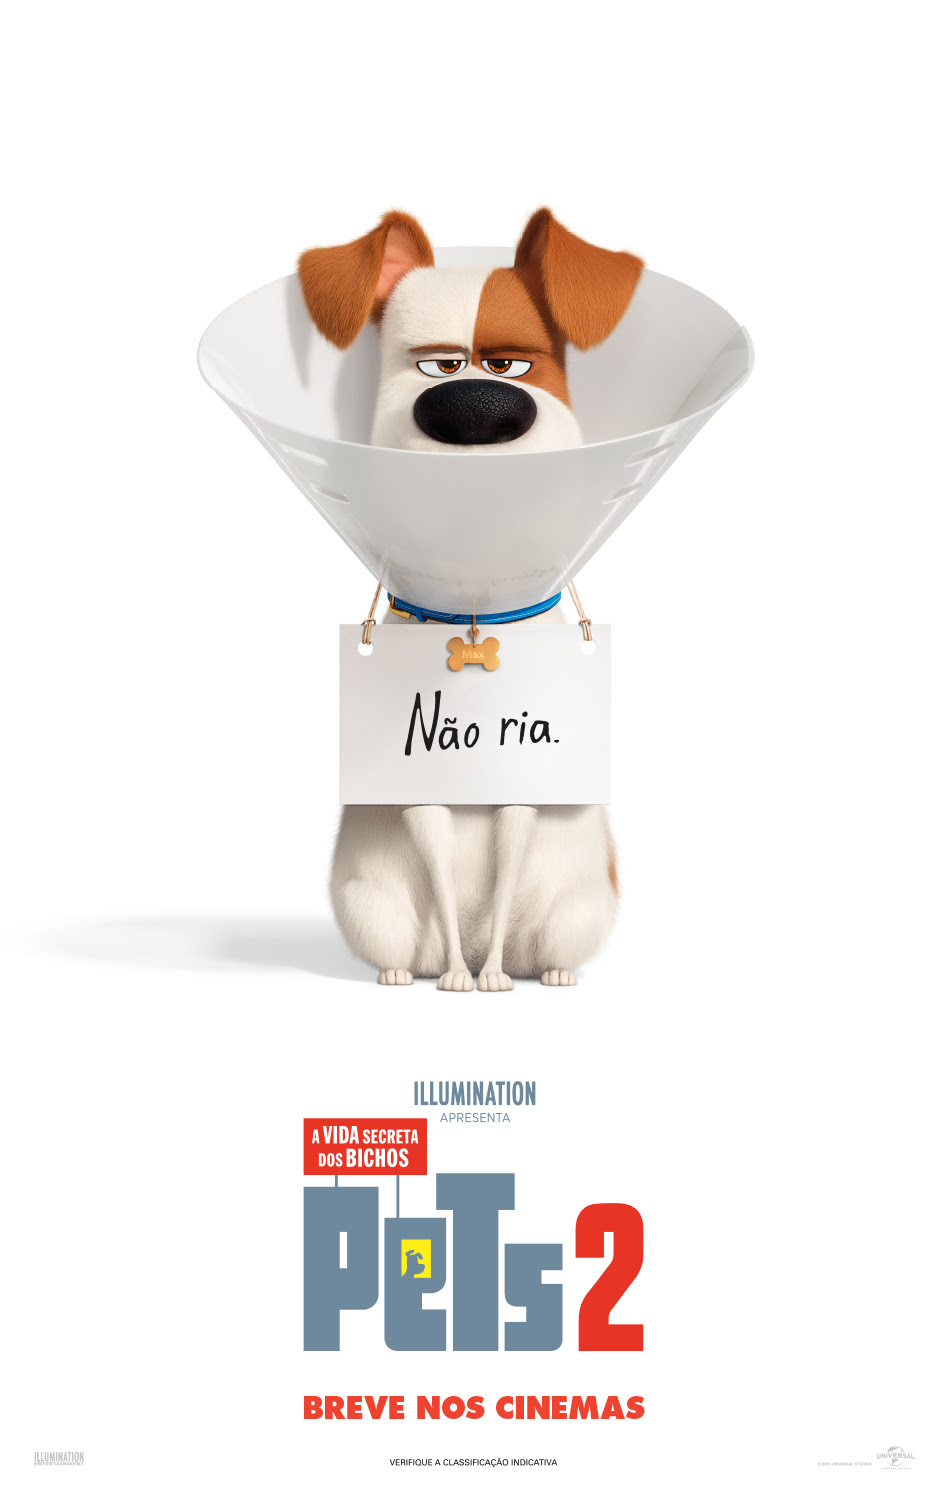 Max
Não ria.
ILLUMINATION
APRESENTA
A VIDA SECRETA
DOS BICHOS
PeTs 2
BREVE NOS CINEMAS
ILLUMINATION
ENTERTAINMENT
VERIFIQUE A CLASSIFICAÇÃO INDICATIVA
UNIVERSAL